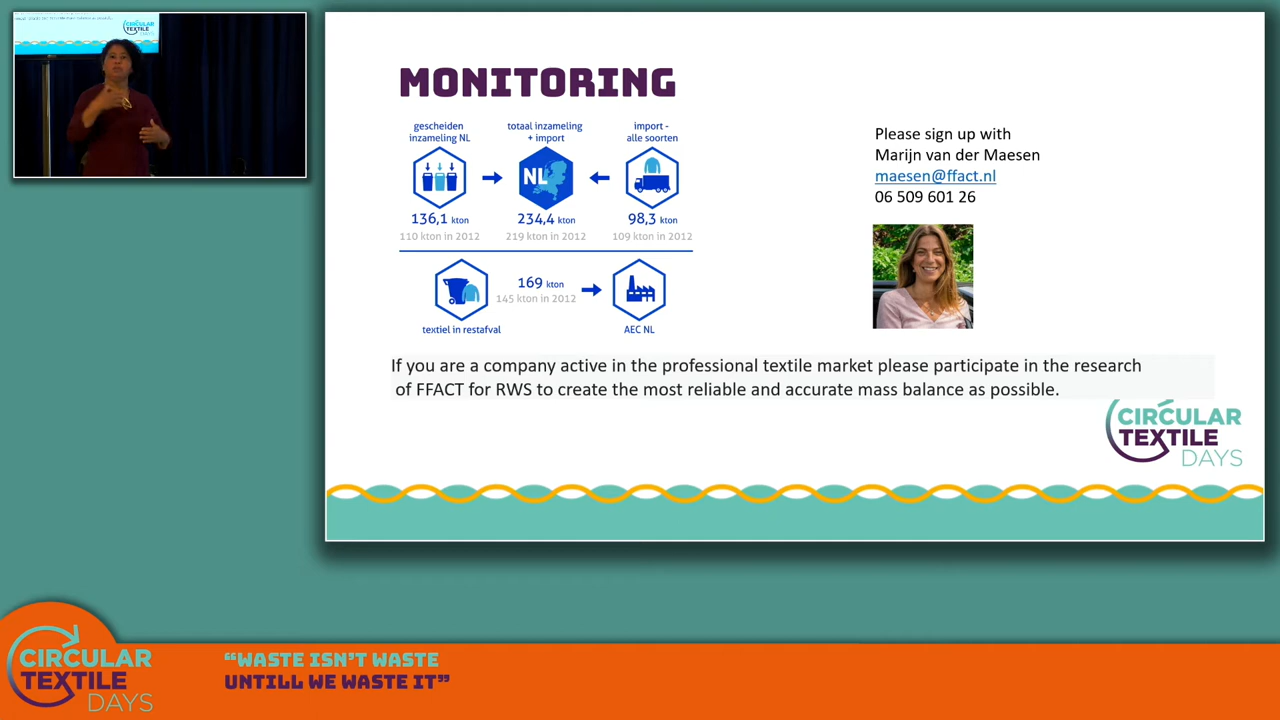 CIRCULAR
TEXTILE
DAYS
MONITORING
gescheiden
inzameling NL
totaal inzameling
+ import
import -
alle soorten
NL
136,1 kton
234,4 kton
98,3 kton
110 kton in 2012
219 kton in 2012
109 kton in 2012
169 kton
145 kton in 2012
textiel in restafval
AEC NL
Please sign up with
Marijn van der Maesen
maesen@ffact.nl
06 509 601 26
If you are a company active in the professional textile market please participate in the research
of FFACT for RWS to create the most reliable and accurate mass balance as possible.
CIRCULAR
TEXTILE
DAYS
CIRCULAR
TEXTILE
DAYS
“WASTE ISN'T WASTE
UNTILL WE WASTE IT”